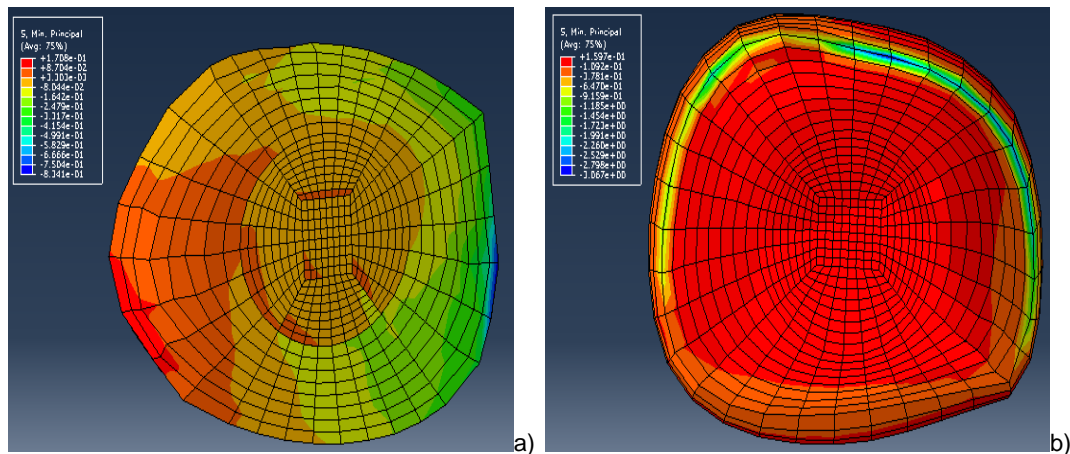 S, Min. Principal
(Avg: 75%)
+1.708e-01
+8.704e-02
+3.303e-03
-8.044e-02
-1.642e-01
-2.479e-01
-3.317e-01
-4.154e-01
-4.991e-01
-5.829e-01
-6.666e-01
-7.504e-01
-8.341e-01
a)
S, Min. Principal
(Avg: 75%)
+1.597e-01
-1.092e-01
-3.781e-01
-6.470e-01
-9.159e-01
-1.185e+00
-1.454e+00
-1.723e+00
-1.991e+00
-2.260e+00
-2.529e+00
-2.798e+00
-3.067e+00
b)